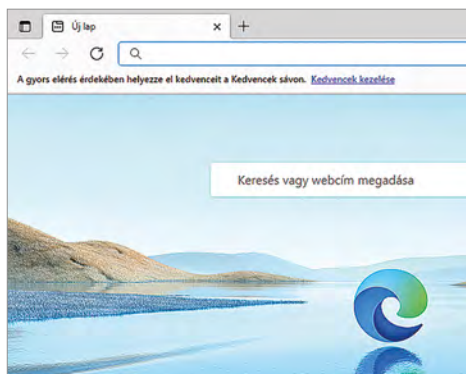 Új lap
A gyors elérés érdekében helyezze el kedvenceit a Kedvencek sávon. Kedvencek kezelése
Keresés vagy webcím megadása